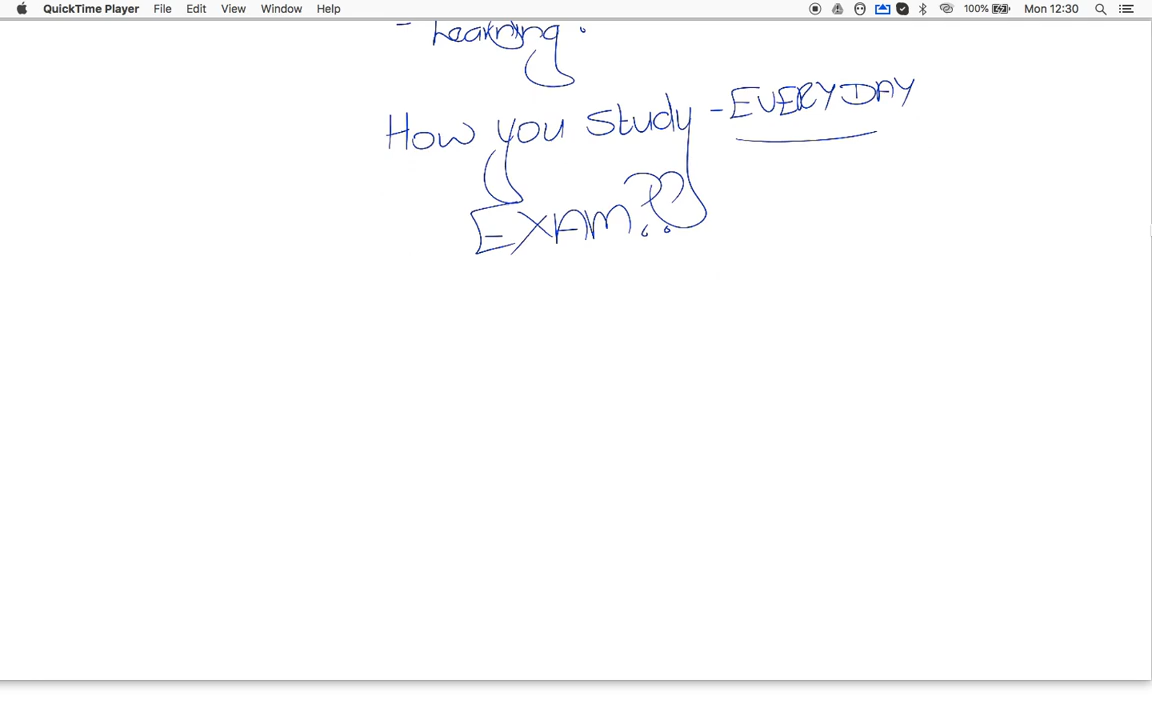 QuickTime Player File Edit View Window Help 100% Mon 12:30
- Learning.
How you study - EVERYDAY
EXAM??